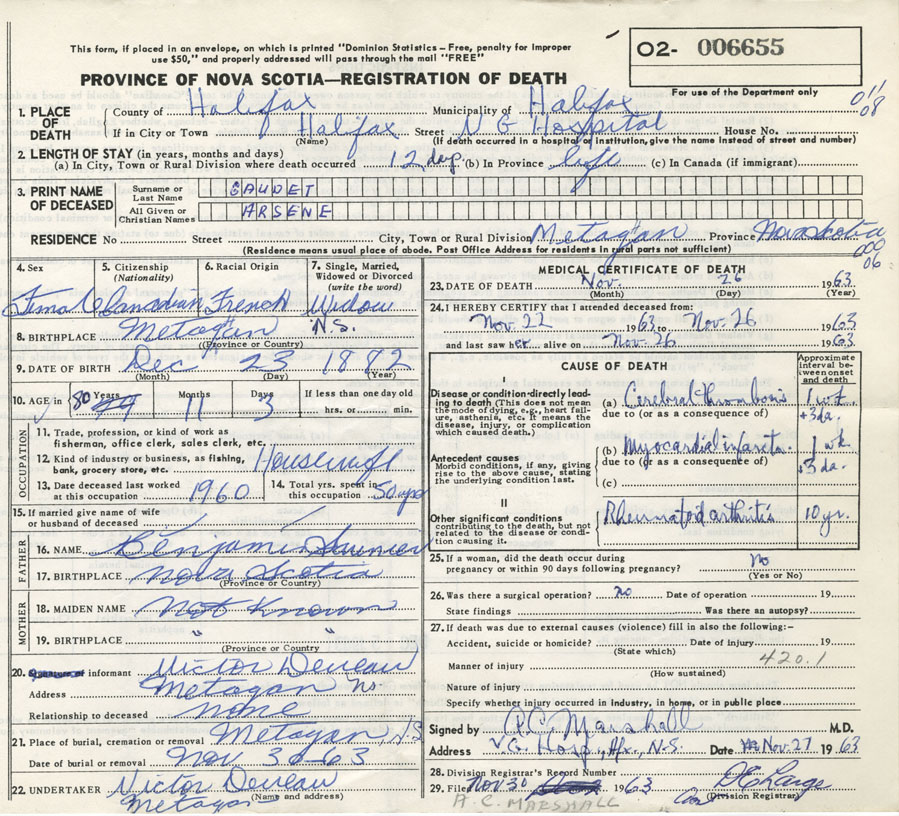 This form, if placed in an envelope, on which is printed "Dominion Statistics – Free, penalty for improper
use $50," and properly addressed will pass through the mail "FREE"
O2- 006655
PROVINCE OF NOVA SCOTIA—REGISTRATION OF DEATH
For use of the Department only
1. PLACE OF DEATH County of Halifax Municipality of Halifax
011 08
If in City or Town Halifax Street V G Hospital House No.
(Name) (If death occurred in a hospital or institution, give the name instead of street and number)
2. LENGTH OF STAY (in years, months and days)
(a) In City, Town or Rural Division where death occurred 12 days (b) In Province life (c) In Canada (if immigrant)
3. PRINT NAME OF DECEASED
Surname or Last Name GAUDET
All Given or Christian Names ARSENE
RESIDENCE No Street City, Town or Rural Division Metagan Province Nova Scotia
(Residence means usual place of abode. Post Office Address for residents in rural parts not sufficient)
000 06
4. Sex 5. Citizenship (Nationality) 6. Racial Origin 7. Single, Married, Widowed or Divorced (write the word)
Female Canadian French Widow
8. BIRTHPLACE Metagan N.S.
(Province or Country)
9. DATE OF BIRTH Dec 23 1882
(Month) (Day) (Year)
10. AGE in 80 Years 11 Months 3 Days If less than one day old
hrs. or min.
OCCUPATION
11. Trade, profession, or kind of work as
fisherman, office clerk, sales clerk, etc.
12. Kind of industry or business, as fishing,
bank, grocery store, etc. Housewife
13. Date deceased last worked at this occupation 1960 14. Total yrs. spent in this occupation 50 yrs
15. If married give name of wife
or husband of deceased
FATHER
16. NAME Benjamin Saunier
17. BIRTHPLACE Nova Scotia
(Province or Country)
MOTHER
18. MAIDEN NAME Not Known
19. BIRTHPLACE " "
(Province or Country)
20. informant Victor Deveau
Address Metagan NS
Relationship to deceased none
21. Place of burial, cremation or removal Metagan, N.S
Date of burial or removal Nov 30-63
22. UNDERTAKER Victor Deveau
(Name and address)
Metagan
MEDICAL CERTIFICATE OF DEATH
23. DATE OF DEATH Nov. 26 1963
(Month) (Day) (Year)
24. I HEREBY CERTIFY that I attended deceased from:
Nov. 22 1963 to Nov. 26 1963
and last saw her alive on Nov. 26 1963
CAUSE OF DEATH
Approximate interval between onset and death
Disease or condition directly leading
to death (This does not mean
the mode of dying, e.g., heart failure,
asthenia, etc. It means the
disease, injury, or complication
which caused death.)
(a) Cerebral thrombosis 1 wk
due to (or as a consequence of) + 3 da.
Antecedent causes
Morbid conditions, if any, giving
rise to the above cause, stating
the underlying condition last.
(b) Myocardial infarct. 1 wk
due to (or as a consequence of) + 3 da.
(c)
II
Other significant conditions
contributing to the death, but not
related to the disease or condition
causing it.
Rheumatoid arthritis 10 yr.
25. If a woman, did the death occur during
pregnancy or within 90 days following pregnancy? No
(Yes or No)
26. Was there a surgical operation? no Date of operation 19
State findings Was there an autopsy?
27. If death was due to external causes (violence) fill in also the following:–
Accident, suicide or homicide? Date of injury 19
(State which) 420.1
Manner of injury
(How sustained)
Nature of injury
Specify whether injury occurred in industry, in home, or in public place
Signed by A.C. Marshall M.D.
Address V.G. Hosp., Hfx., N.S. Date Nov. 27 1963
28. Division Registrar's Record Number
29. Filed Nov 30 1963
(Division Registrar)
A. C. MARSHALL